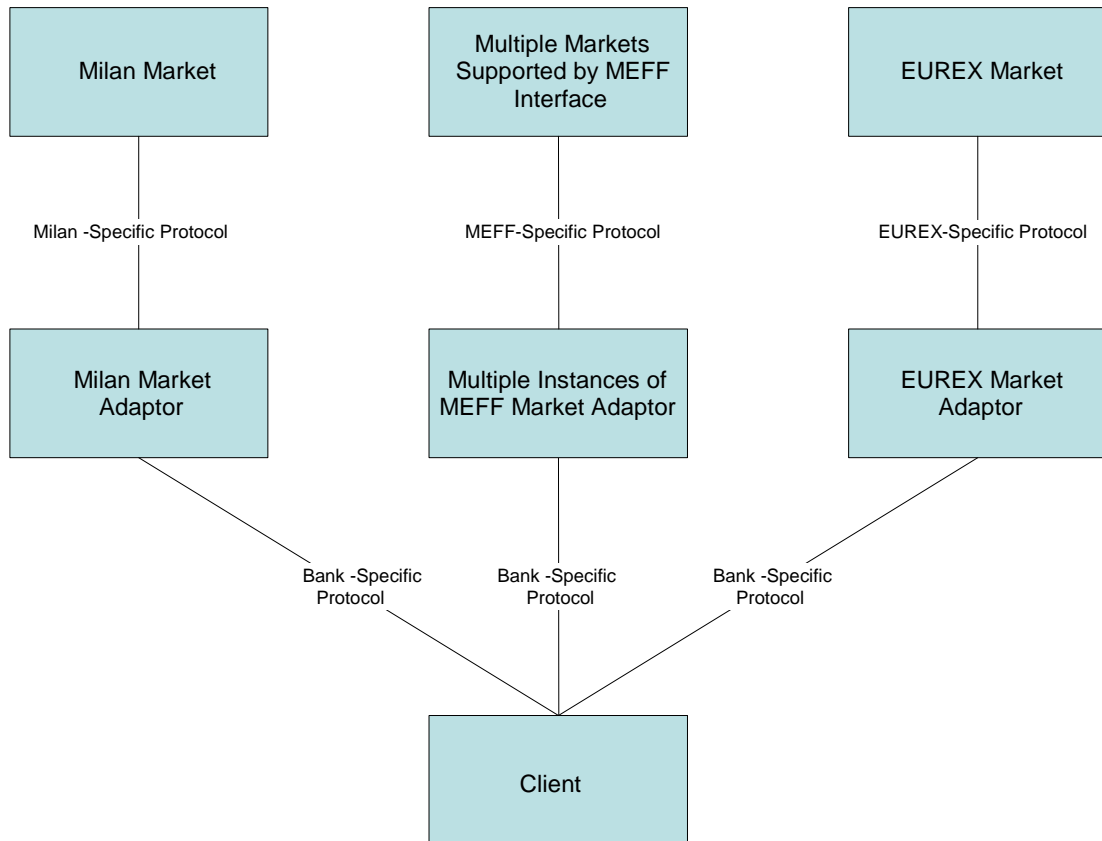 Milan Market
Multiple Markets
Supported by MEFF
Interface
EUREX Market
Milan -Specific Protocol
MEFF-Specific Protocol
EUREX-Specific Protocol
Milan Market
Adaptor
Multiple Instances of
MEFF Market Adaptor
EUREX Market
Adaptor
Bank -Specific
Protocol
Bank -Specific
Protocol
Bank -Specific
Protocol
Client